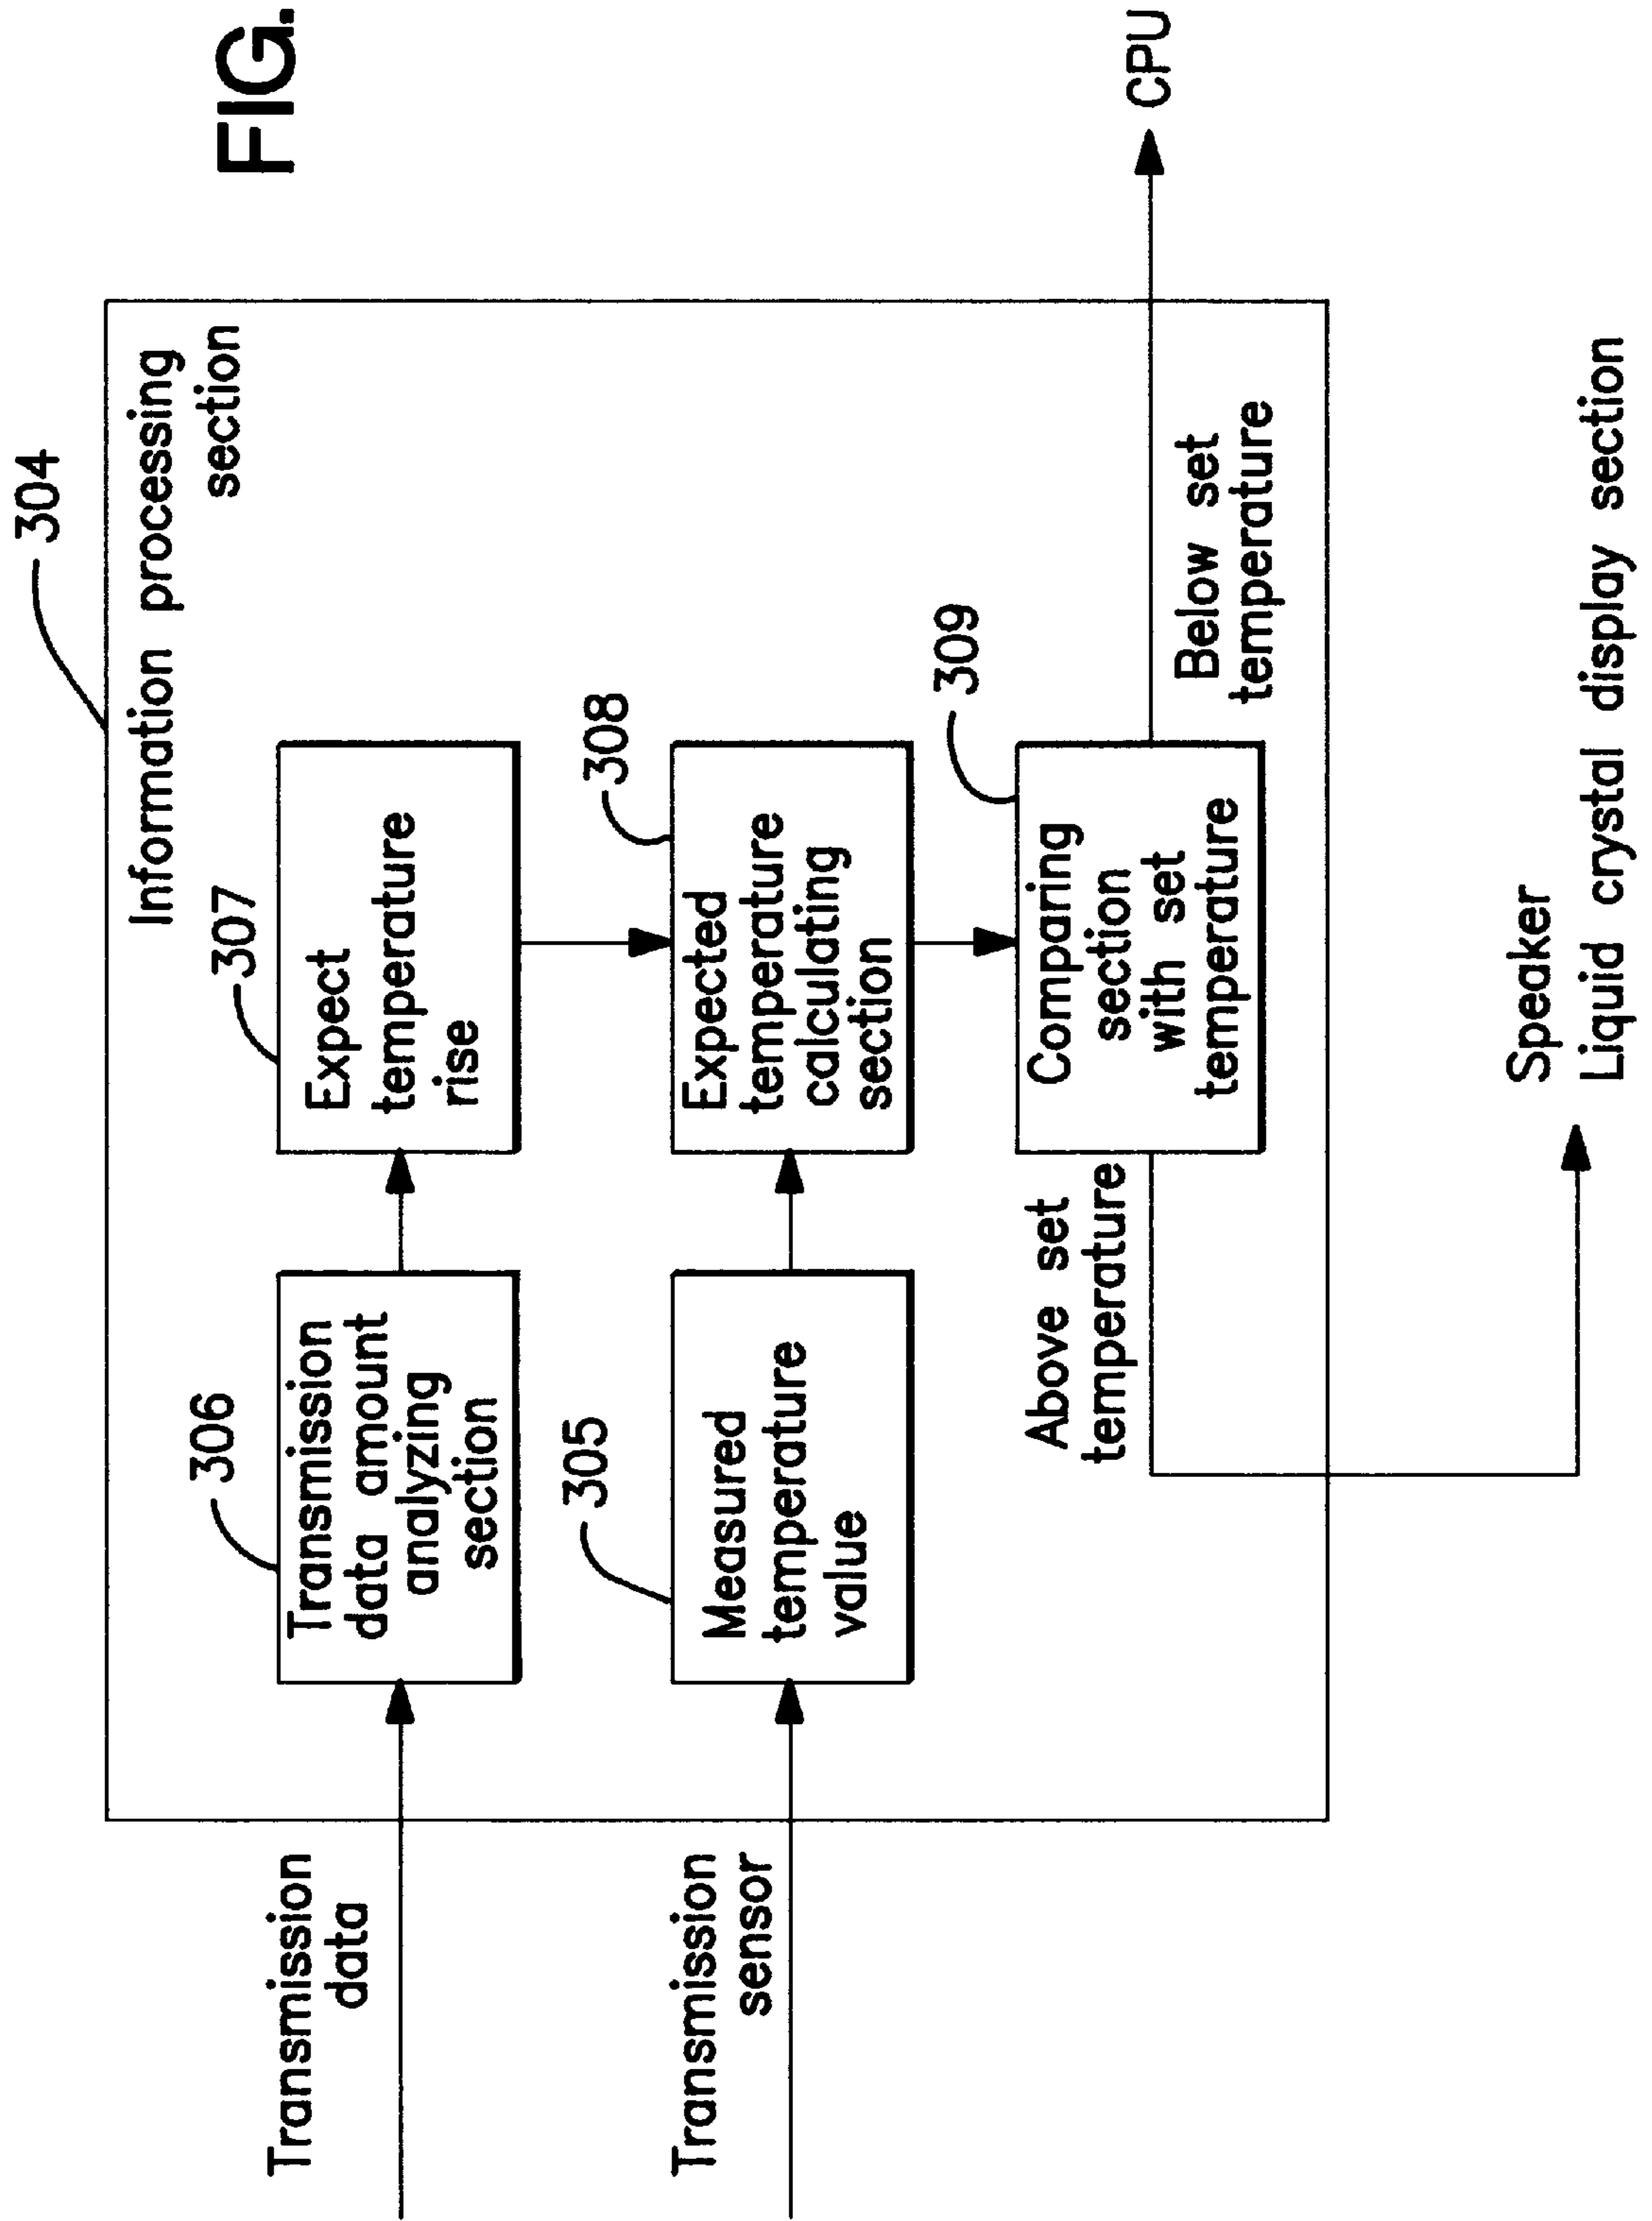 FIG.
304
Information processing
section
Transmission
data
306
Transmission
data amount
analyzing
section
307
Expect
temperature
rise
Transmission
sensor
305
Measured
temperature
value
308
Expected
temperature
calculating
section
309
Comparing
section
with set
temperature
Above set
temperature
Below set
temperature
CPU
Speaker
Liquid crystal display section